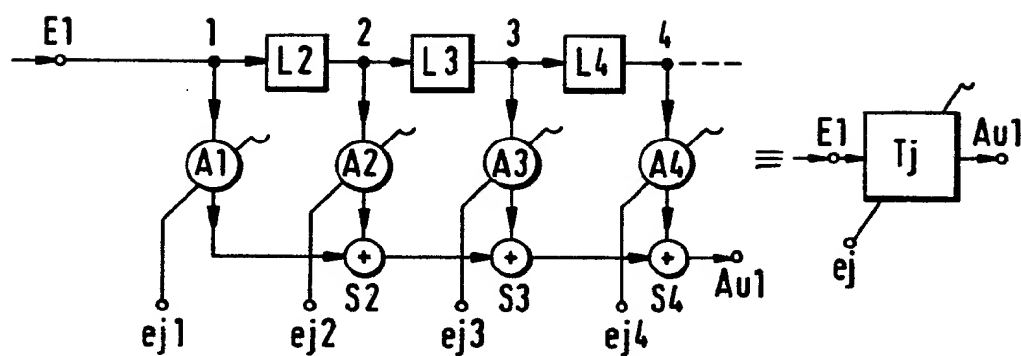 E1 1 L2 2 L3 3 L4 4
A1 A2 A3 A4 ≡ E1 Tj Au1
+ + + Au1 ej
S2 S3 S4
ej1 ej2 ej3 ej4